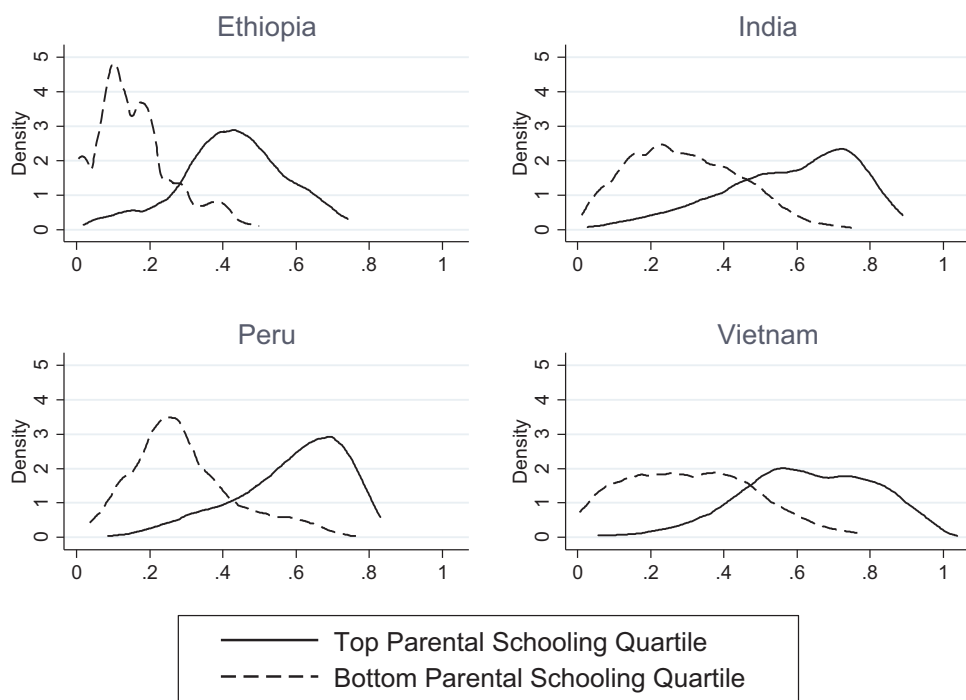 Ethiopia
India
Density
0 1 2 3 4 5
0 .2 .4 .6 .8 1
Density
0 1 2 3 4 5
0 .2 .4 .6 .8 1
Peru
Vietnam
Density
0 1 2 3 4 5
0 .2 .4 .6 .8 1
Density
0 1 2 3 4 5
0 .2 .4 .6 .8 1
Top Parental Schooling Quartile
Bottom Parental Schooling Quartile